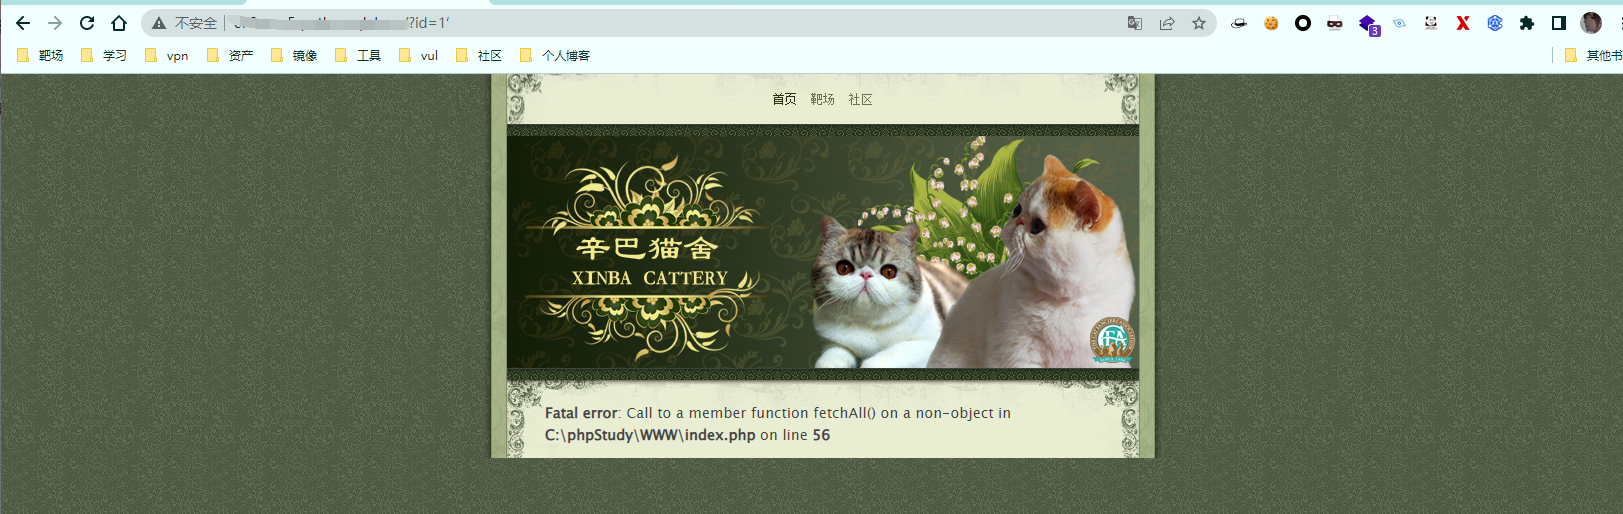 不安全
/?id=1‘
靶场 学习 vpn 资产 镜像 工具 vul 社区 个人博客 其他书
3
首页 靶场 社区
辛巴猫舍
XINBA CATTERY
CFA
Fatal error: Call to a member function fetchAll() on a non-object in
C:\phpStudy\WWW\index.php on line 56